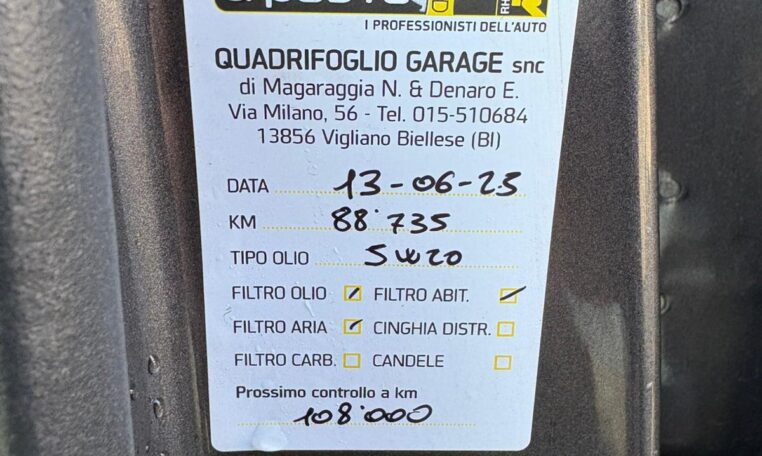 I PROFESSIONISTI DELL'AUTO
QUADRIFOGLIO GARAGE snc
di Magaraggia N. & Denaro E.
Via Milano, 56 - Tel. 015-510684
13856 Vigliano Biellese (BI)
DATA 13-06-23
KM 88'735
TIPO OLIO 5W20
FILTRO OLIO FILTRO ABIT.
FILTRO ARIA CINGHIA DISTR.
FILTRO CARB. CANDELE
Prossimo controllo a km
108'000